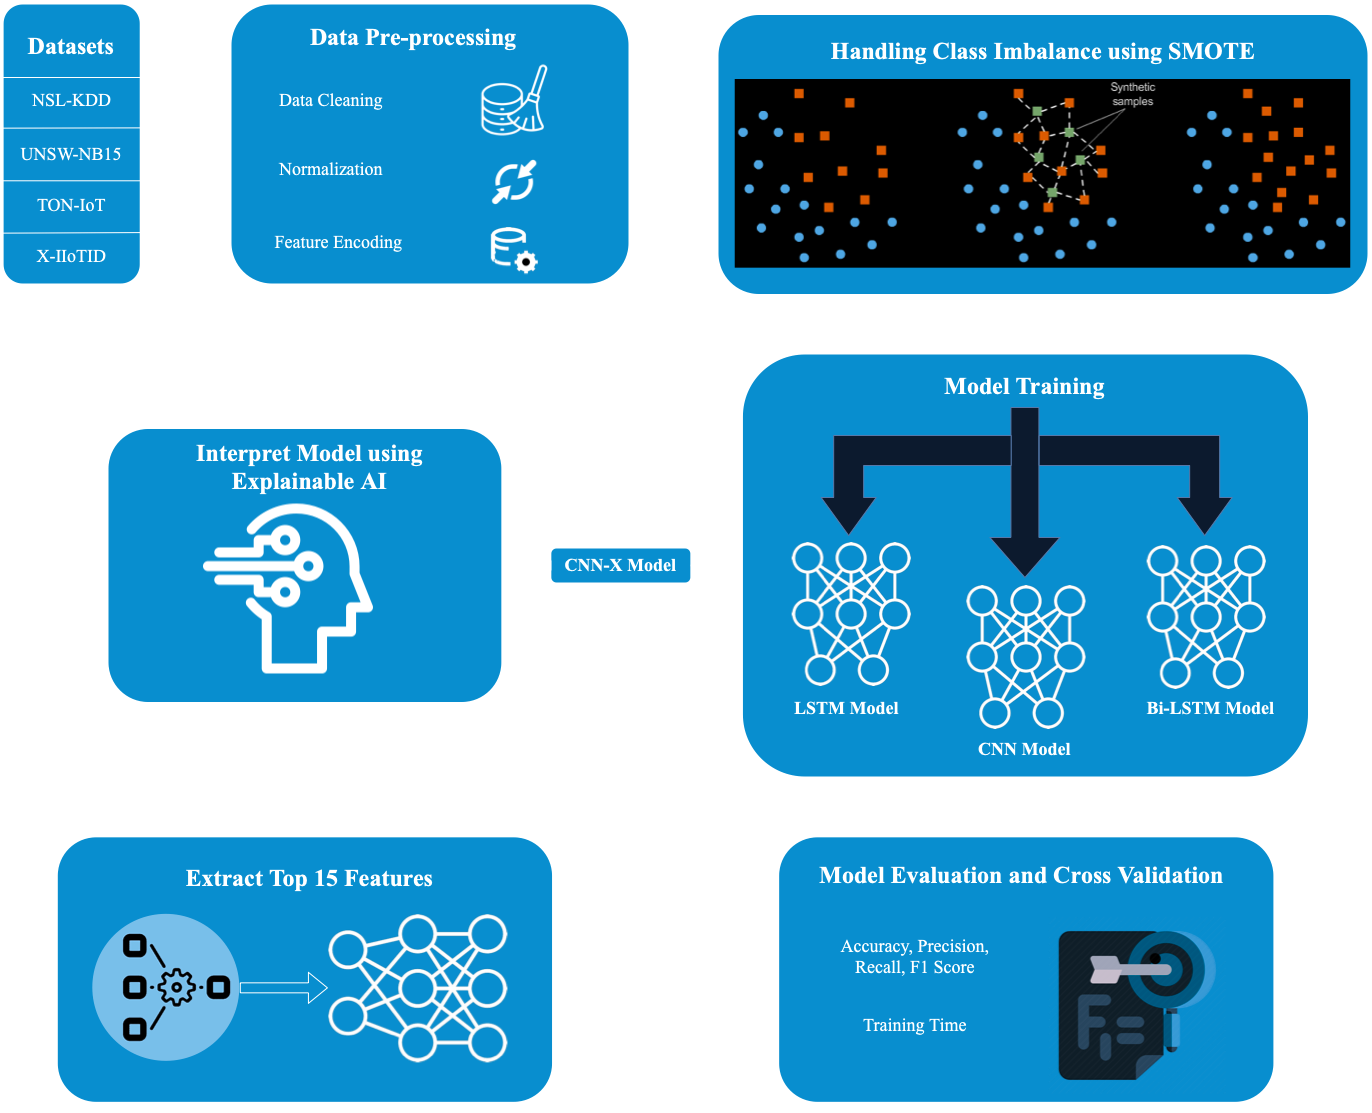 Datasets
NSL-KDD
UNSW-NB15
TON-IoT
X-IIoTID
Data Pre-processing
Data Cleaning
Normalization
Feature Encoding
Handling Class Imbalance using SMOTE
Synthetic
samples
Model Training
LSTM Model
CNN Model
Bi-LSTM Model
CNN-X Model
Interpret Model using
Explainable AI
Extract Top 15 Features
Model Evaluation and Cross Validation
Accuracy, Precision,
Recall, F1 Score
Training Time